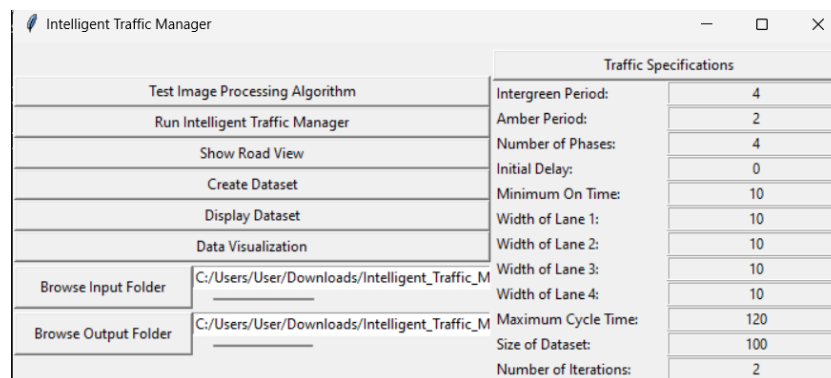 Intelligent Traffic Manager
Test Image Processing Algorithm
Run Intelligent Traffic Manager
Show Road View
Create Dataset
Display Dataset
Data Visualization
Browse Input Folder C:/Users/User/Downloads/Intelligent_Traffic_M
Browse Output Folder C:/Users/User/Downloads/Intelligent_Traffic_M
Traffic Specifications
Intergreen Period: 4
Amber Period: 2
Number of Phases: 4
Initial Delay: 0
Minimum On Time: 10
Width of Lane 1: 10
Width of Lane 2: 10
Width of Lane 3: 10
Width of Lane 4: 10
Maximum Cycle Time: 120
Size of Dataset: 100
Number of Iterations: 2